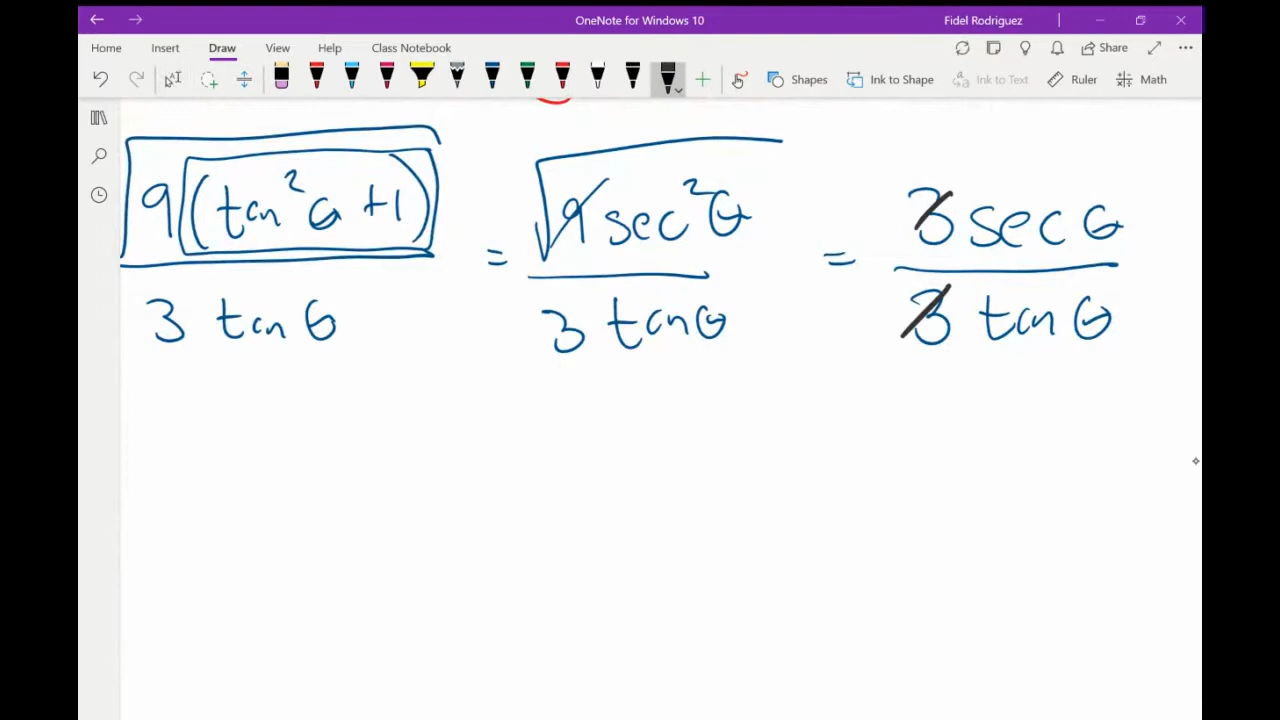 OneNote for Windows 10
Fidel Rodriguez
Home Insert Draw View Help Class Notebook Share
Shapes Ink to Shape Ink to Text Ruler Math
√9(tan²θ +1) / 3 tanθ = √9sec²θ / 3 tanθ = 3 secθ / 3 tanθ